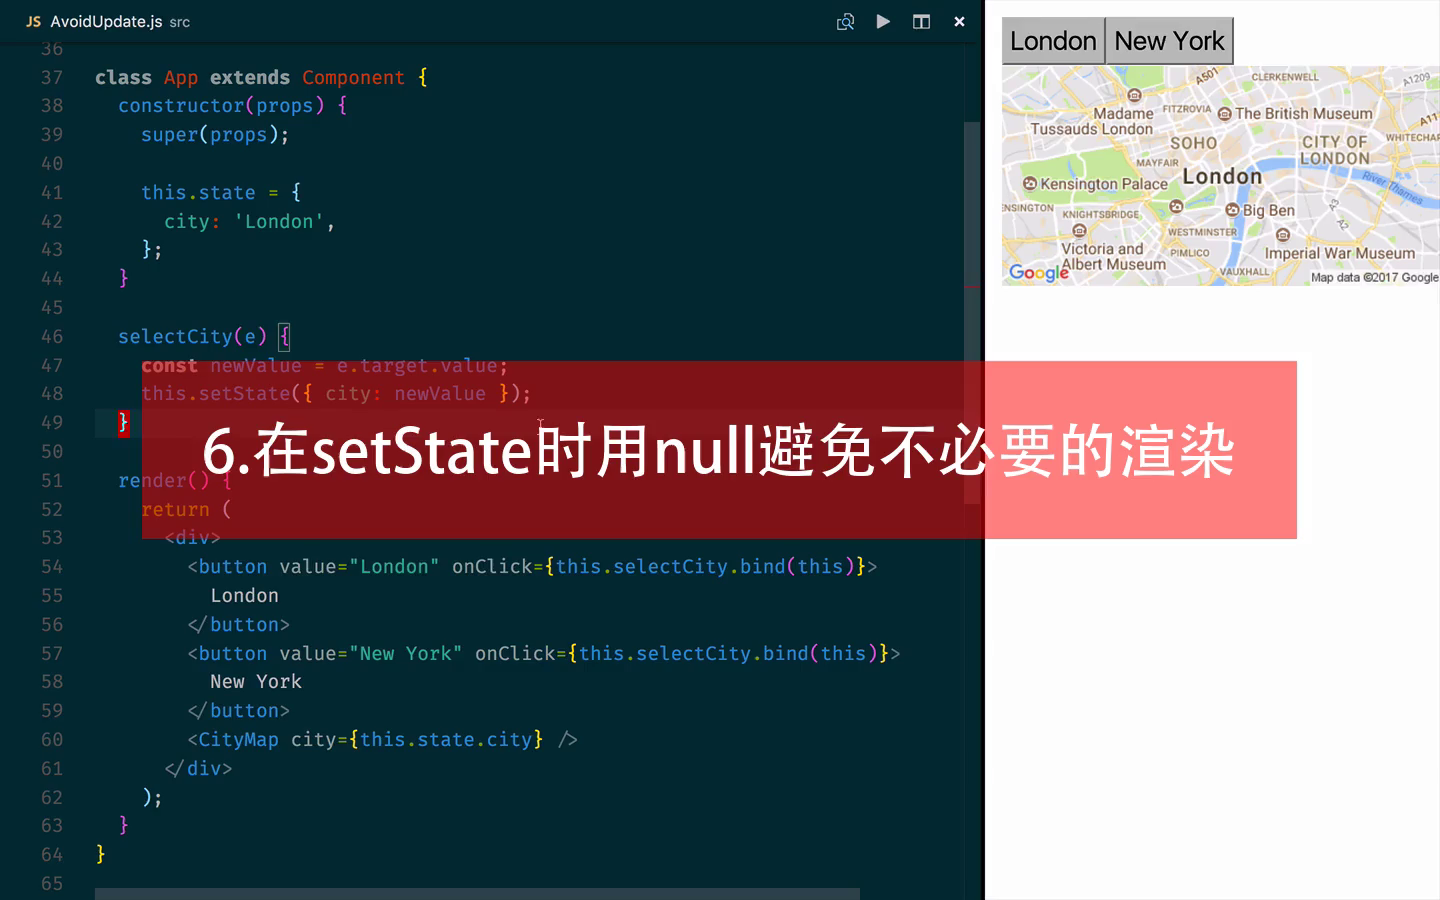 JS AvoidUpdate.js src
36
37 class App extends Component {
38 constructor(props) {
39 super(props);
40
41 this.state = {
42 city: 'London',
43 };
44 }
45
46 selectCity(e) {
47 const newValue = e.target.value;
48 this.setState({ city: newValue });
49 }
50
51 render() {
52 return (
53 <div>
54 <button value="London" onClick={this.selectCity.bind(this)}>
55 London
56 </button>
57 <button value="New York" onClick={this.selectCity.bind(this)}>
58 New York
59 </button>
60 <CityMap city={this.state.city} />
61 </div>
62 );
63 }
64 }
65
6.在setState时用null避免不必要的渲染
London New York
A501
CLERKENWELL
A1209
Madame
Tussauds London
FITZROVIA
The British Museum
A11
WHITECHAR
SOHO
CITY OF
LONDON
MAYFAIR
London
River Thames
Kensington Palace
ENSINGTON
KNIGHTSBRIDGE
Big Ben
A3
A2
WESTMINSTER
Victoria and
Albert Museum
PIMLICO
Imperial War Museum
VAUXHALL
Google
Map data ©2017 Google